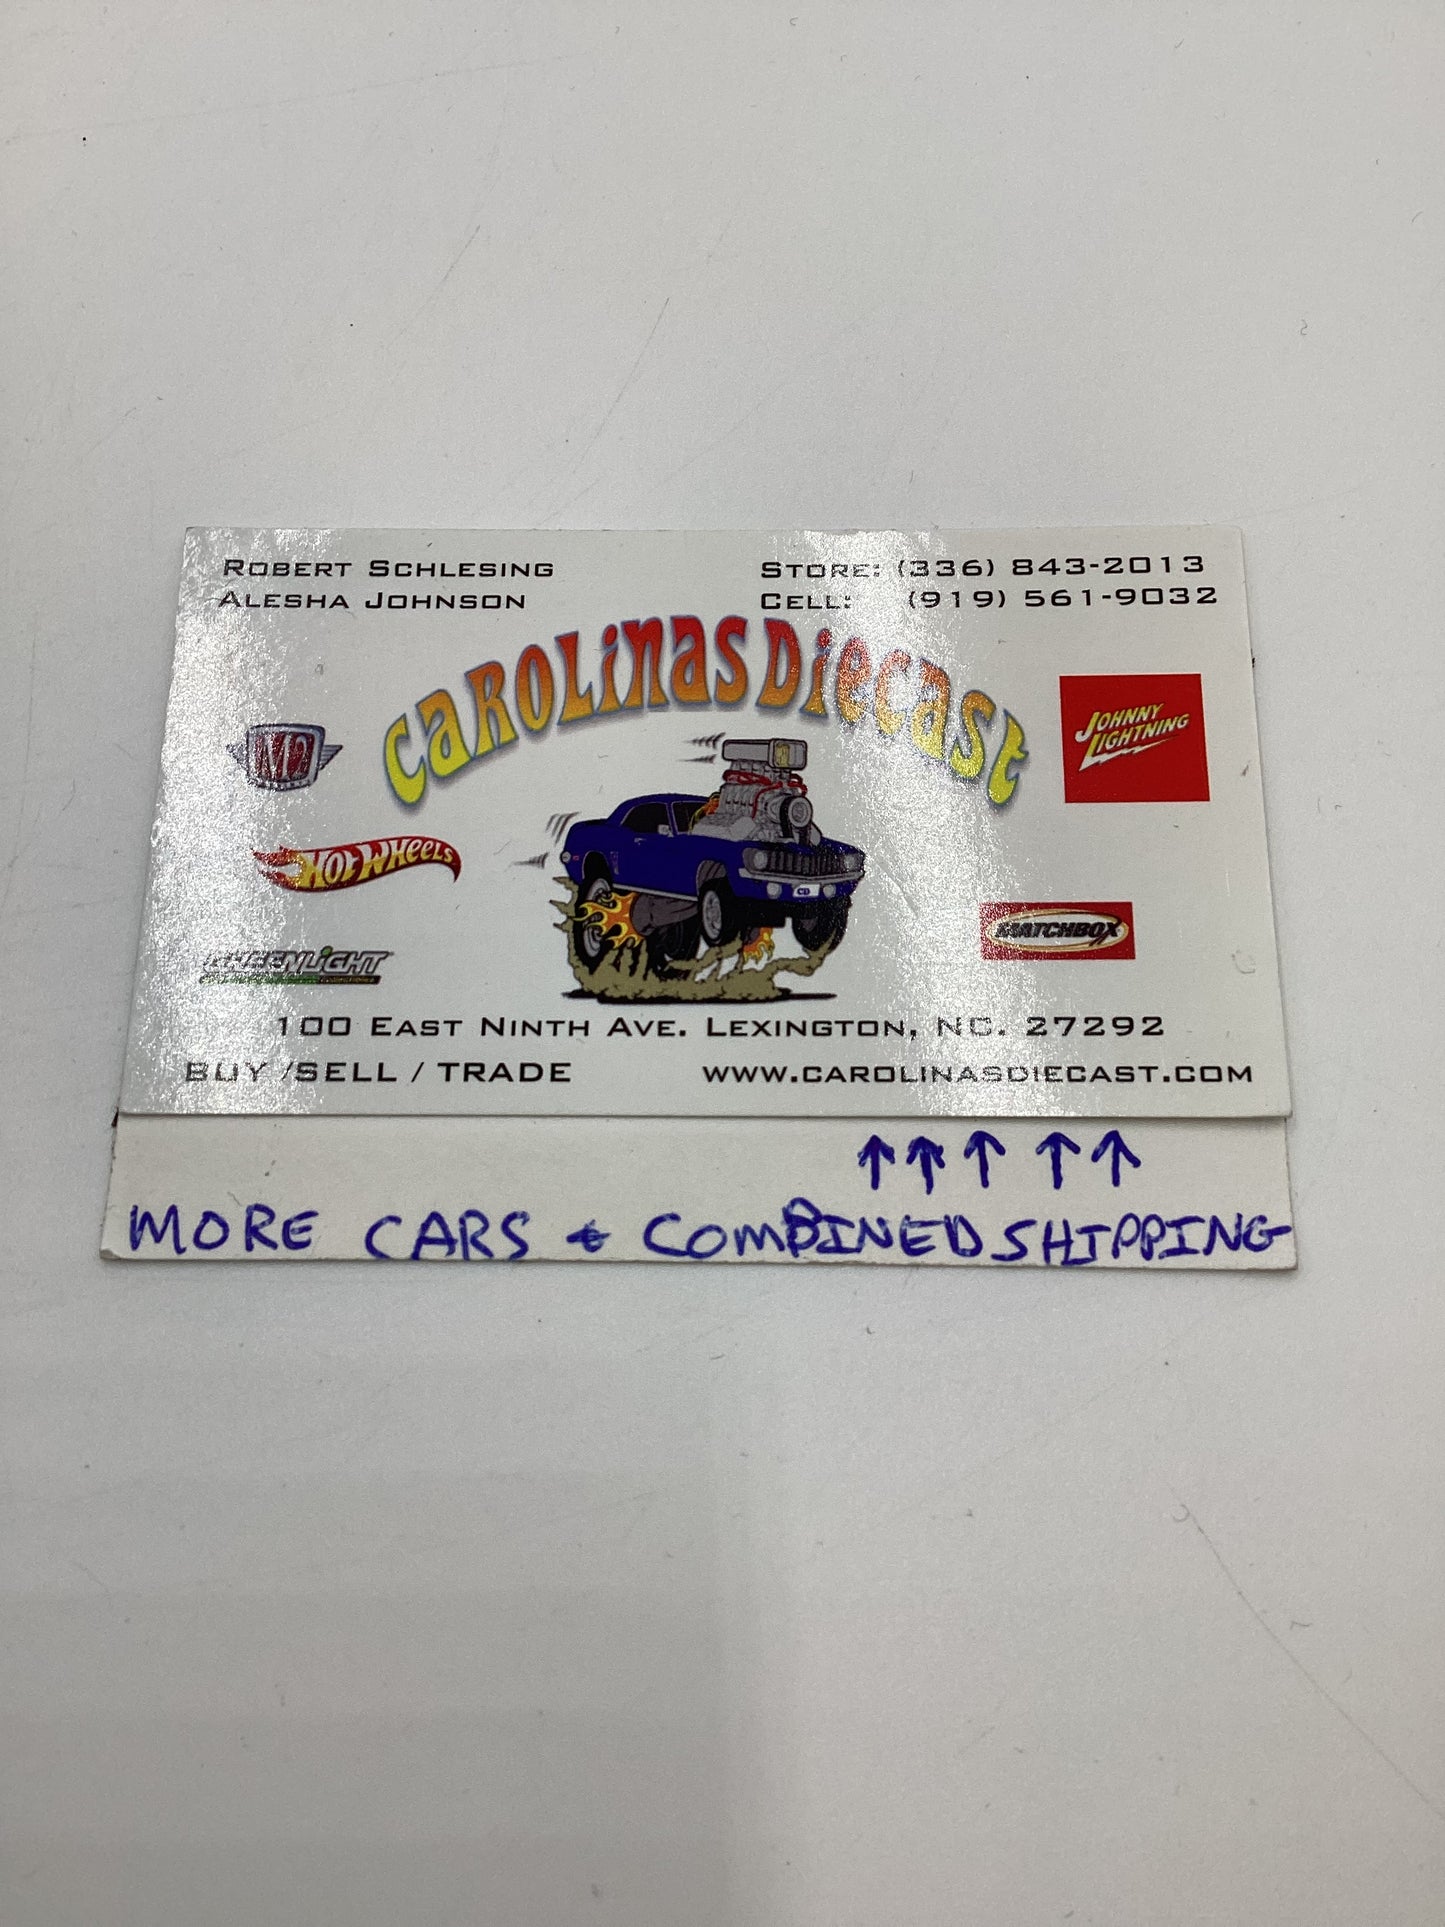 ROBERT SCHLESING
ALESHA JOHNSON
STORE: (336) 843-2013
CELL: (919) 561-9032
CAROLINAS DIECAST
M2
JOHNNY LIGHTNING
HOT WHEELS
CD
MATCHBOX
GREENLIGHT
100 EAST NINTH AVE. LEXINGTON, NC. 27292
BUY /SELL / TRADE
WWW.CAROLINASDIECAST.COM
↑↑↑ ↑↑
MORE CARS & COMBINED SHIPPING